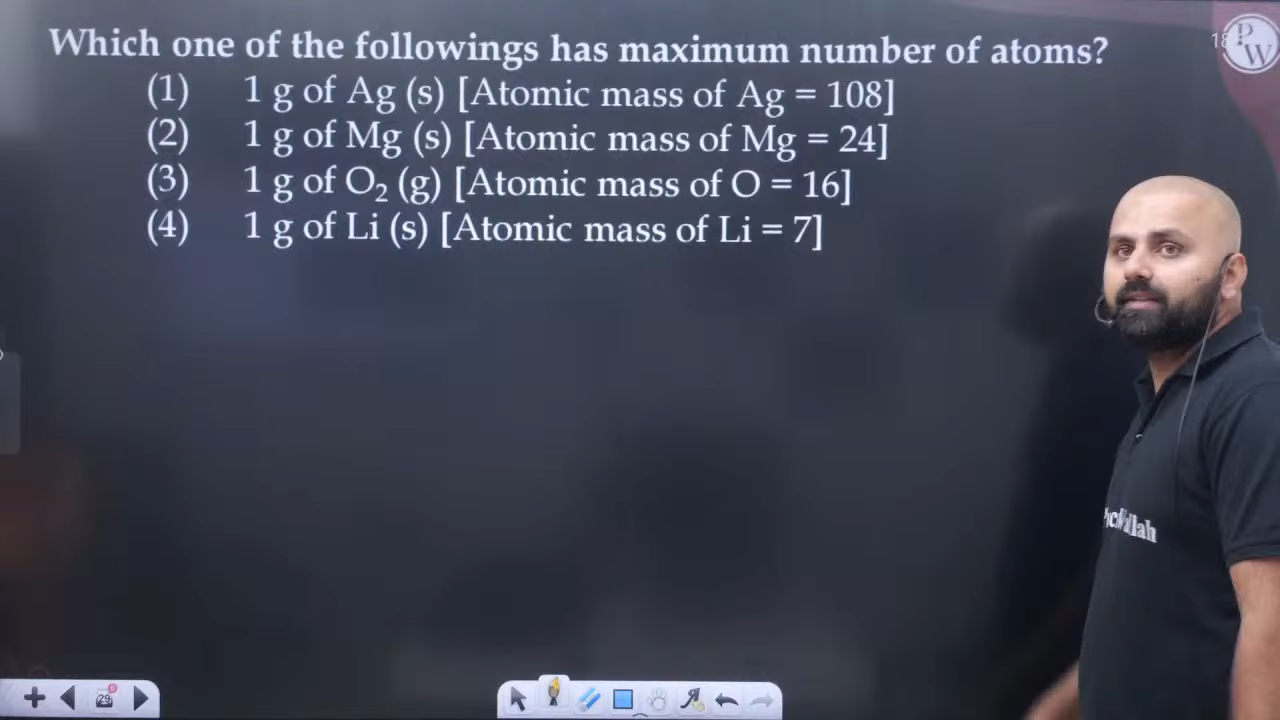 Which one of the followings has maximum number of atoms?
(1) 1 g of Ag (s) [Atomic mass of Ag = 108]
(2) 1 g of Mg (s) [Atomic mass of Mg = 24]
(3) 1 g of O₂ (g) [Atomic mass of O = 16]
(4) 1 g of Li (s) [Atomic mass of Li = 7]
PW
29